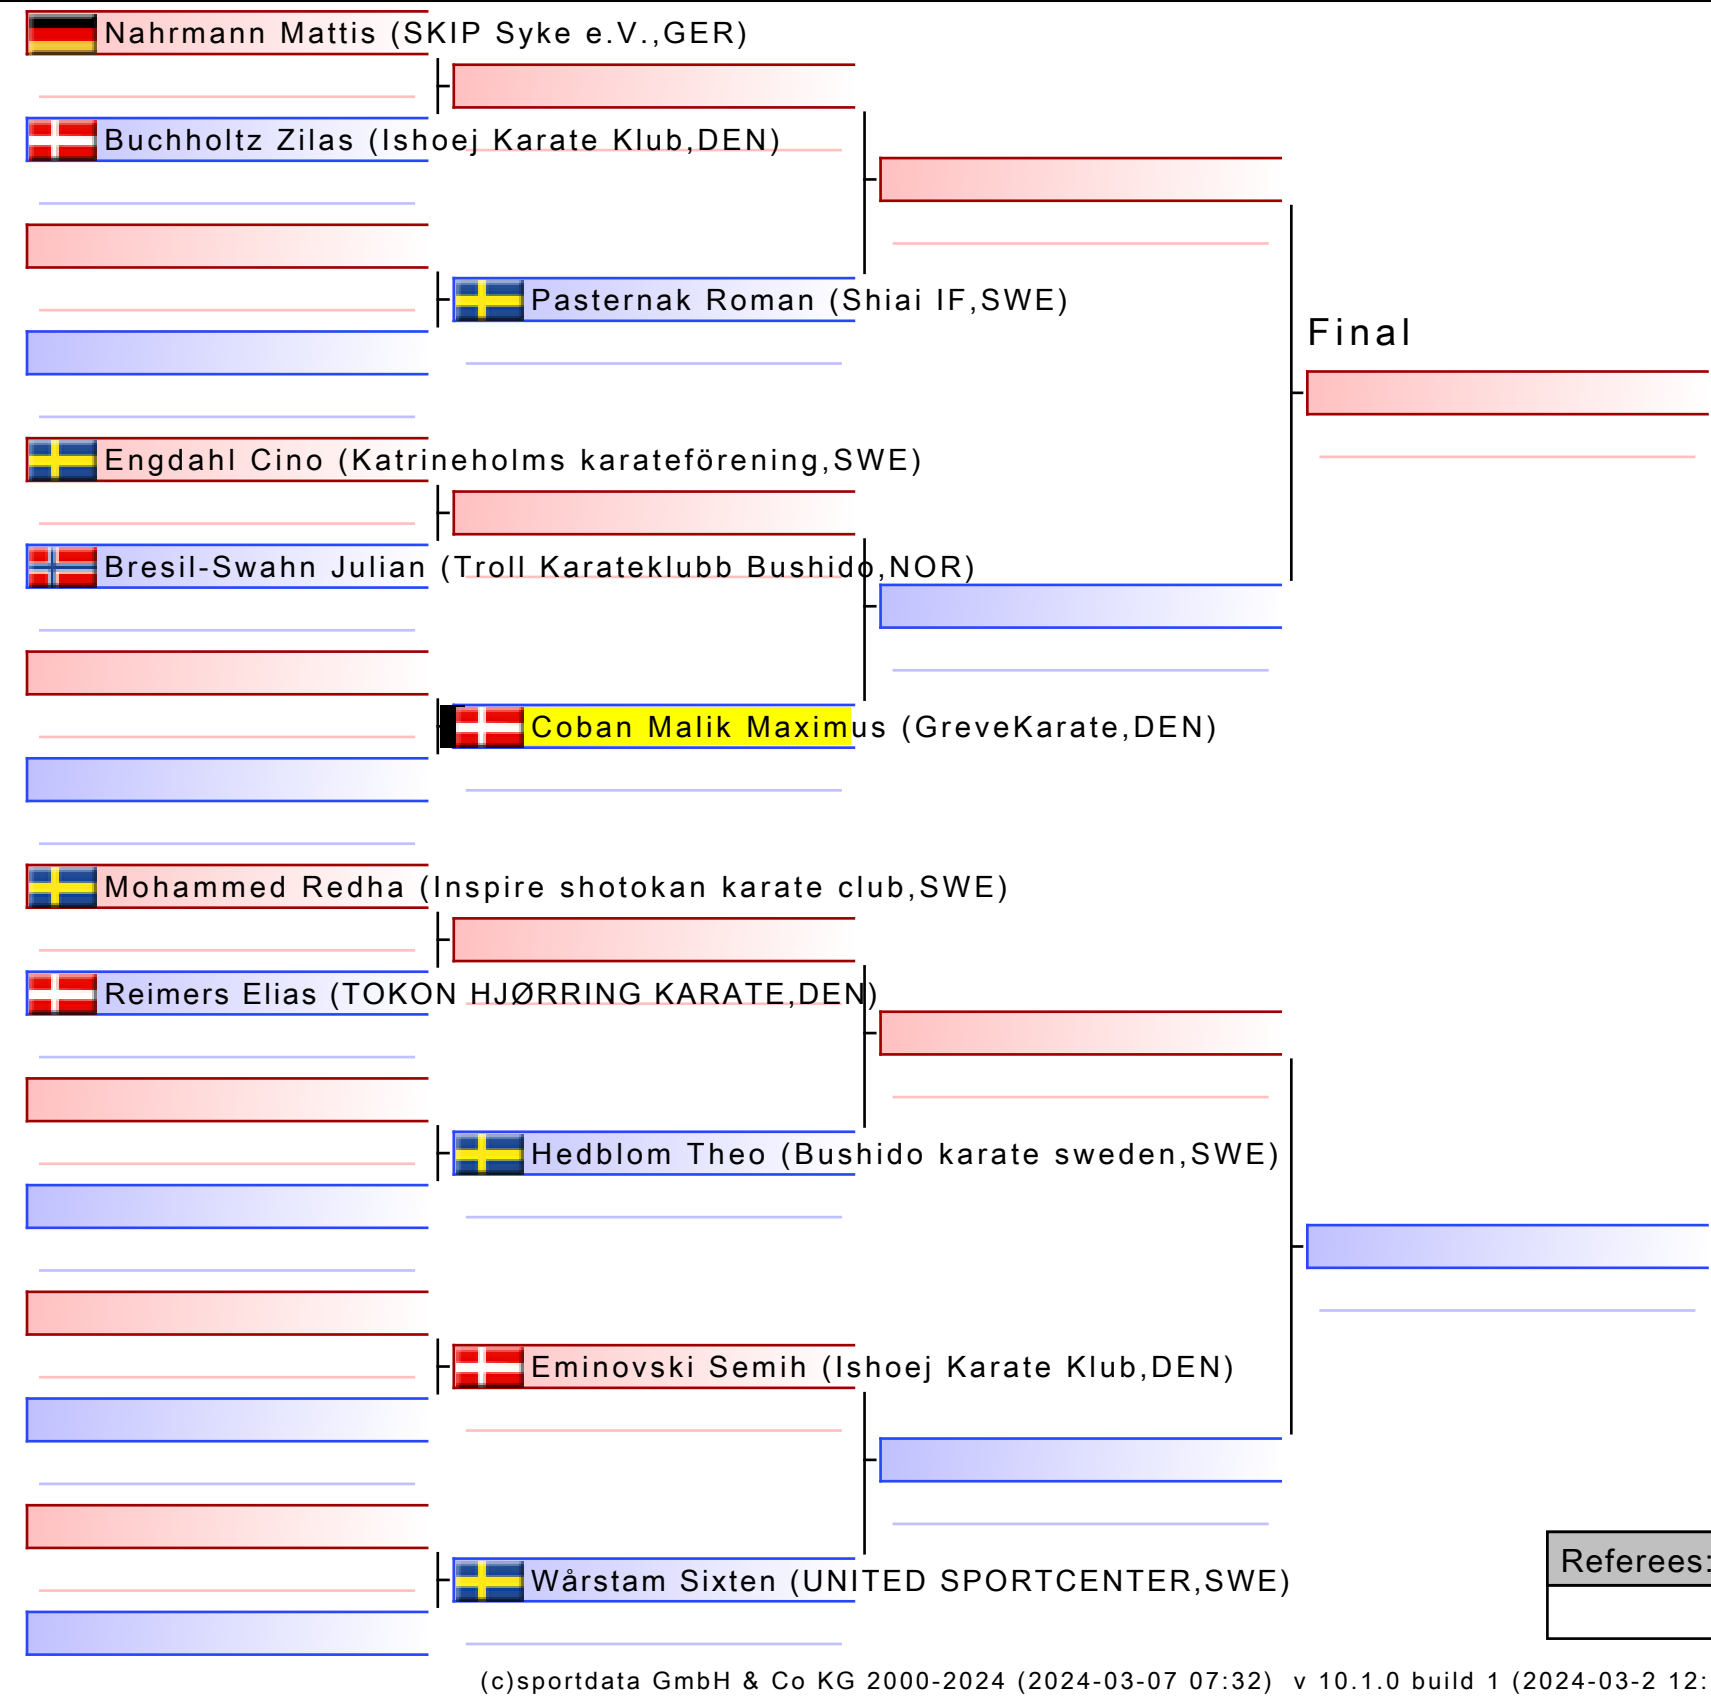 Nahrmann Mattis (SKIP Syke e.V.,GER)
Buchholtz Zilas (Ishoej Karate Klub,DEN)
Pasternak Roman (Shiai IF,SWE)
Final
Engdahl Cino (Katrineholms karateförening,SWE)
Bresil-Swahn Julian (Troll Karateklubb Bushido,NOR)
Coban Malik Maximus (GreveKarate,DEN)
Mohammed Redha (Inspire shotokan karate club,SWE)
Reimers Elias (TOKON HJØRRING KARATE,DEN)
Hedblom Theo (Bushido karate sweden,SWE)
Eminovski Semih (Ishoej Karate Klub,DEN)
Referees:
Wårstam Sixten (UNITED SPORTCENTER,SWE)
(c)sportdata GmbH & Co KG 2000-2024 (2024-03-07 07:32) v 10.1.0 build 1 (2024-03-2 12: